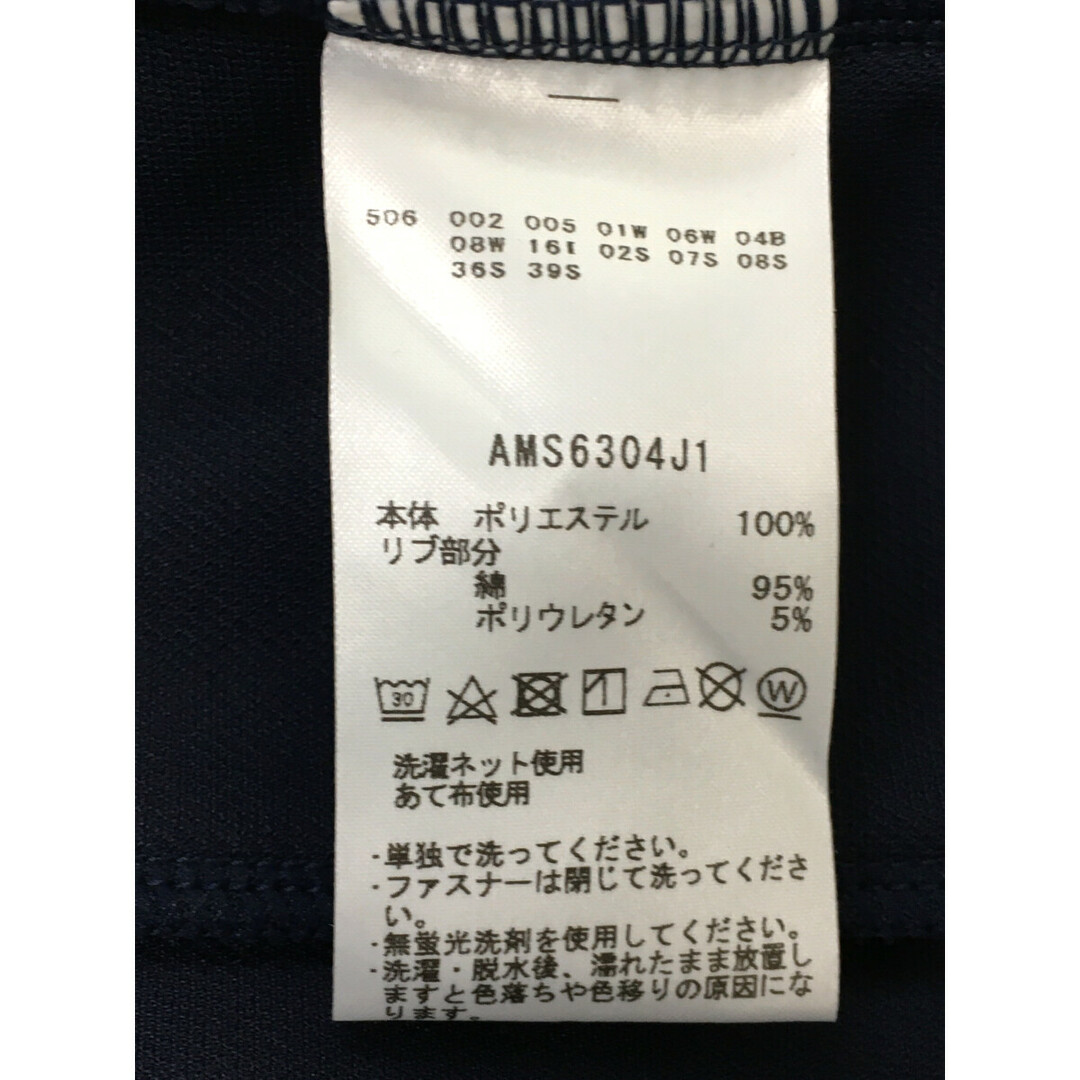 506 002 005 01W 06W 04B
08W 16I 02S 07S 08S
36S 39S
AMS6304J1
本体 ポリエステル 100%
リブ部分
綿 95%
ポリウレタン 5%
30 W
洗濯ネット使用
あて布使用
・単独で洗ってください。
・ファスナーは閉じて洗ってくださ
い。
・無蛍光洗剤を使用してください。
・洗濯・脱水後、濡れたまま放置し
ますと色落ちや色移りの原因にな
ります。